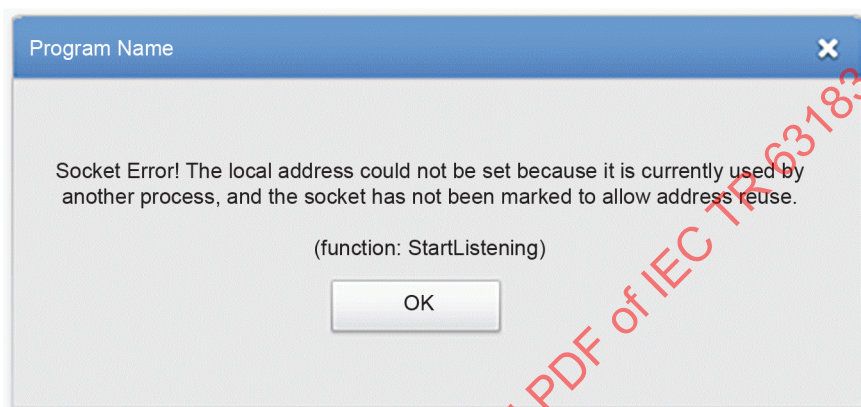 Program Name
Socket Error! The local address could not be set because it is currently used by
another process, and the socket has not been marked to allow address reuse.
(function: StartListening)
OK
PDF of IEC TR 63183